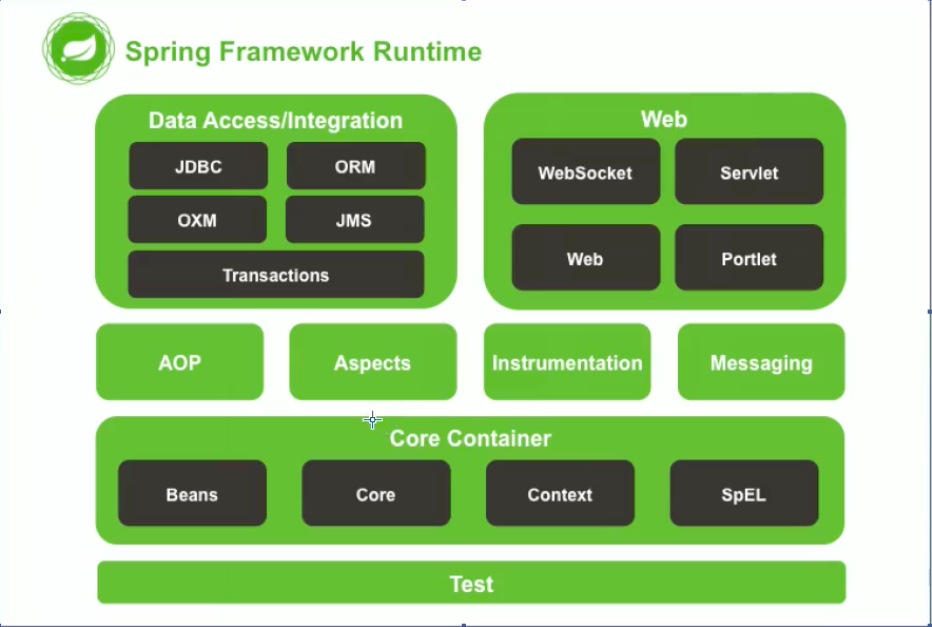 Spring Framework Runtime
Data Access/Integration
JDBC
ORM
OXM
JMS
Transactions
Web
WebSocket
Servlet
Web
Portlet
AOP
Aspects
Instrumentation
Messaging
Core Container
Beans
Core
Context
SpEL
Test